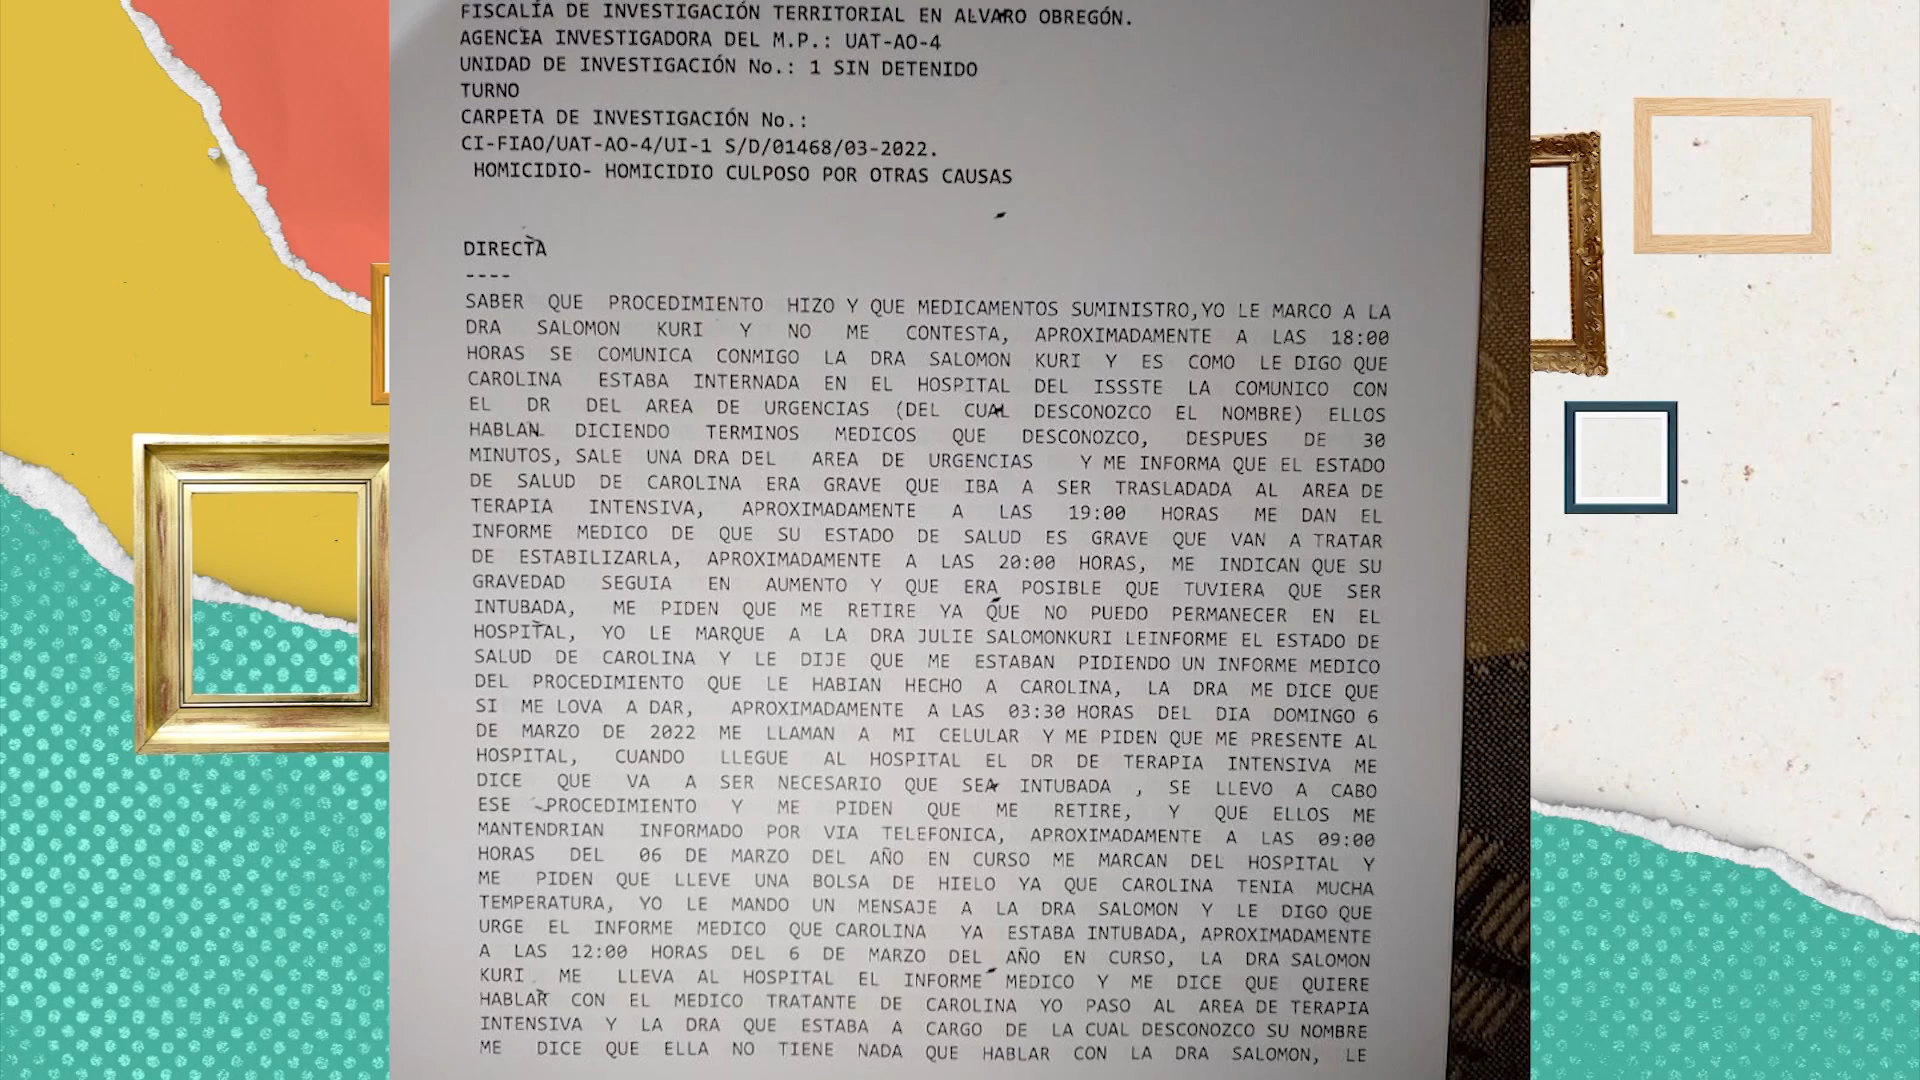 FISCALÍA DE INVESTIGACIÓN TERRITORIAL EN ALVARO OBREGÓN.
AGENCIA INVESTIGADORA DEL M.P.: UAT-AO-4
UNIDAD DE INVESTIGACIÓN No.: 1 SIN DETENIDO
TURNO
CARPETA DE INVESTIGACIÓN No.:
CI-FIAO/UAT-AO-4/UI-1 S/D/01468/03-2022.
HOMICIDIO- HOMICIDIO CULPOSO POR OTRAS CAUSAS
DIRECTA
----
SABER QUE PROCEDIMIENTO HIZO Y QUE MEDICAMENTOS SUMINISTRO,YO LE MARCO A LA
DRA SALOMON KURI Y NO ME CONTESTA, APROXIMADAMENTE A LAS 18:00
HORAS SE COMUNICA CONMIGO LA DRA SALOMON KURI Y ES COMO LE DIGO QUE
CAROLINA ESTABA INTERNADA EN EL HOSPITAL DEL ISSSTE LA COMUNICO CON
EL DR DEL AREA DE URGENCIAS (DEL CUAL DESCONOZCO EL NOMBRE) ELLOS
HABLAN DICIENDO TERMINOS MEDICOS QUE DESCONOZCO, DESPUES DE 30
MINUTOS, SALE UNA DRA DEL AREA DE URGENCIAS Y ME INFORMA QUE EL ESTADO
DE SALUD DE CAROLINA ERA GRAVE QUE IBA A SER TRASLADADA AL AREA DE
TERAPIA INTENSIVA, APROXIMADAMENTE A LAS 19:00 HORAS ME DAN EL
INFORME MEDICO DE QUE SU ESTADO DE SALUD ES GRAVE QUE VAN A TRATAR
DE ESTABILIZARLA, APROXIMADAMENTE A LAS 20:00 HORAS, ME INDICAN QUE SU
GRAVEDAD SEGUIA EN AUMENTO Y QUE ERA POSIBLE QUE TUVIERA QUE SER
INTUBADA, ME PIDEN QUE ME RETIRE YA QUE NO PUEDO PERMANECER EN EL
HOSPITAL, YO LE MARQUE A LA DRA JULIE SALOMONKURI LEINFORME EL ESTADO DE
SALUD DE CAROLINA Y LE DIJE QUE ME ESTABAN PIDIENDO UN INFORME MEDICO
DEL PROCEDIMIENTO QUE LE HABIAN HECHO A CAROLINA, LA DRA ME DICE QUE
SI ME LOVA A DAR, APROXIMADAMENTE A LAS 03:30 HORAS DEL DIA DOMINGO 6
DE MARZO DE 2022 ME LLAMAN A MI CELULAR Y ME PIDEN QUE ME PRESENTE AL
HOSPITAL, CUANDO LLEGUE AL HOSPITAL EL DR DE TERAPIA INTENSIVA ME
DICE QUE VA A SER NECESARIO QUE SEA INTUBADA , SE LLEVO A CABO
ESE PROCEDIMIENTO Y ME PIDEN QUE ME RETIRE, Y QUE ELLOS ME
MANTENDRIAN INFORMADO POR VIA TELEFONICA, APROXIMADAMENTE A LAS 09:00
HORAS DEL 06 DE MARZO DEL AÑO EN CURSO ME MARCAN DEL HOSPITAL Y
ME PIDEN QUE LLEVE UNA BOLSA DE HIELO YA QUE CAROLINA TENIA MUCHA
TEMPERATURA, YO LE MANDO UN MENSAJE A LA DRA SALOMON Y LE DIGO QUE
URGE EL INFORME MEDICO QUE CAROLINA YA ESTABA INTUBADA, APROXIMADAMENTE
A LAS 12:00 HORAS DEL 6 DE MARZO DEL AÑO EN CURSO, LA DRA SALOMON
KURI ME LLEVA AL HOSPITAL EL INFORME MEDICO Y ME DICE QUE QUIERE
HABLAR CON EL MEDICO TRATANTE DE CAROLINA YO PASO AL AREA DE TERAPIA
INTENSIVA Y LA DRA QUE ESTABA A CARGO DE LA CUAL DESCONOZCO SU NOMBRE
ME DICE QUE ELLA NO TIENE NADA QUE HABLAR CON LA DRA SALOMON, LE